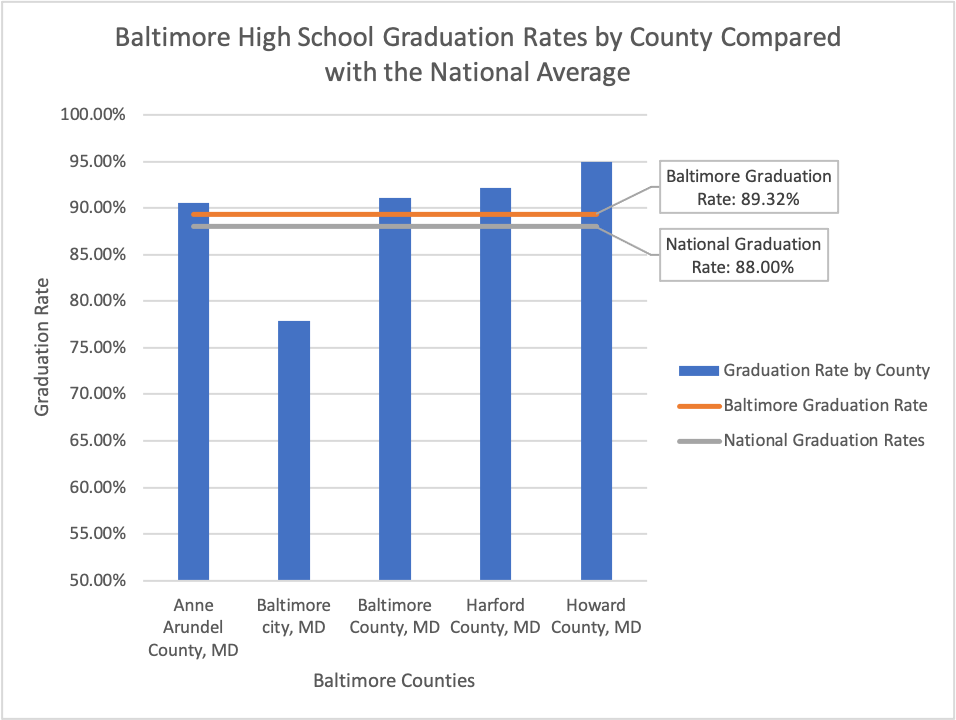 Baltimore High School Graduation Rates by County Compared
with the National Average
100.00%
95.00%
90.00%
85.00%
80.00%
75.00%
70.00%
65.00%
60.00%
55.00%
50.00%
Graduation Rate
Baltimore Graduation
Rate: 89.32%
National Graduation
Rate: 88.00%
Graduation Rate by County
Baltimore Graduation Rate
National Graduation Rates
Anne
Arundel
County, MD
Baltimore
city, MD
Baltimore
County, MD
Harford
County, MD
Howard
County, MD
Baltimore Counties